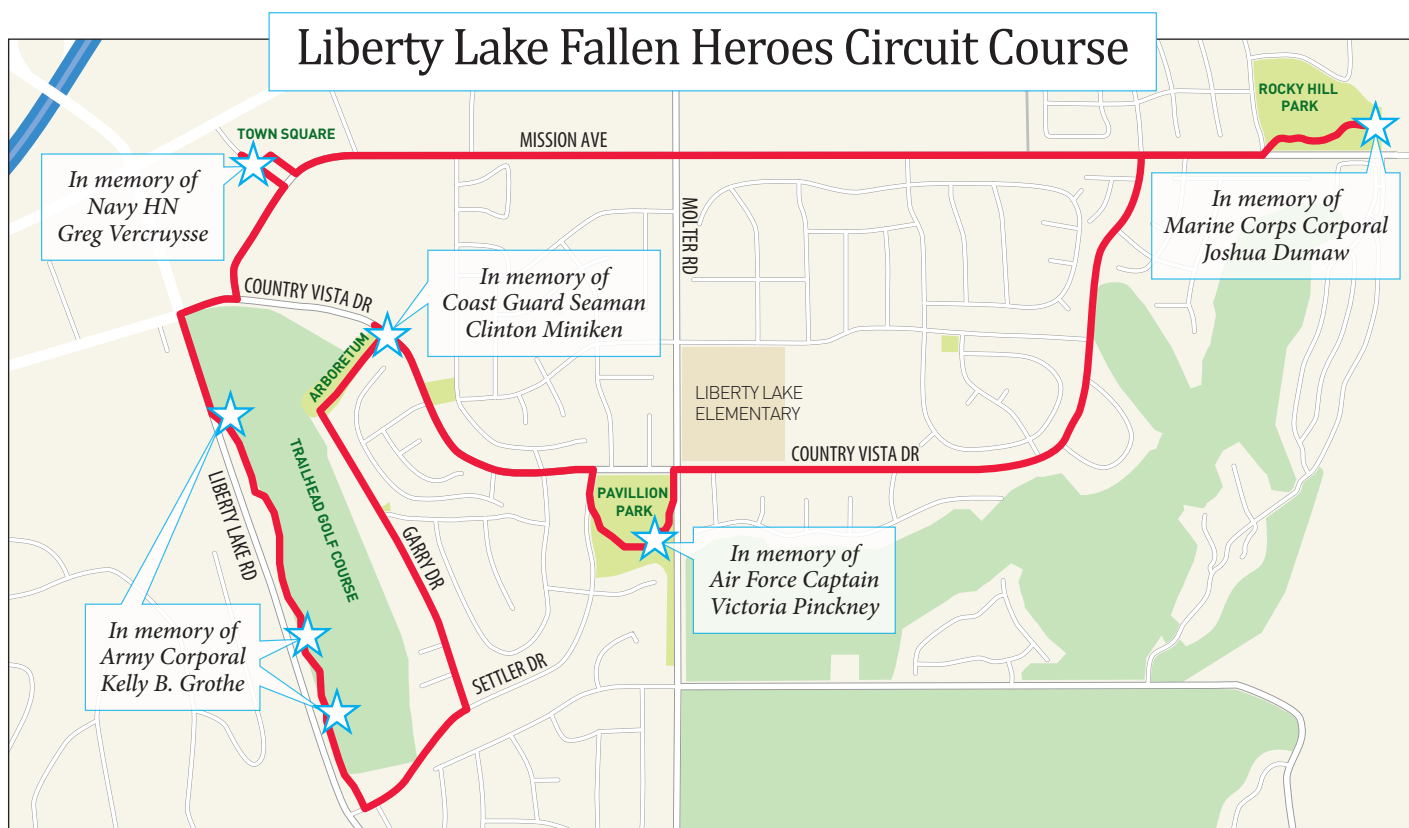 Liberty Lake Fallen Heroes Circuit Course
ROCKY HILL
PARK
TOWN SQUARE
MISSION AVE
In memory of
Navy HN
Greg Vercruysse
MOLTER RD
In memory of
Marine Corps Corporal
Joshua Dumaw
COUNTRY VISTA DR
In memory of
Coast Guard Seaman
Clinton Miniken
ARBORETUM
LIBERTY LAKE
ELEMENTARY
TRAILHEAD GOLF COURSE
COUNTRY VISTA DR
LIBERTY LAKE RD
PAVILLION
PARK
GARRY DR
In memory of
Air Force Captain
Victoria Pinckney
In memory of
Army Corporal
Kelly B. Grothe
SETTLER DR